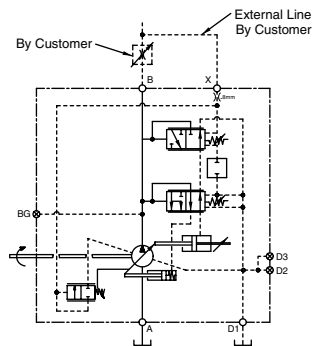 External Line
By Customer
By Customer
B
X
.8mm
BG
D3
D2
A
D1